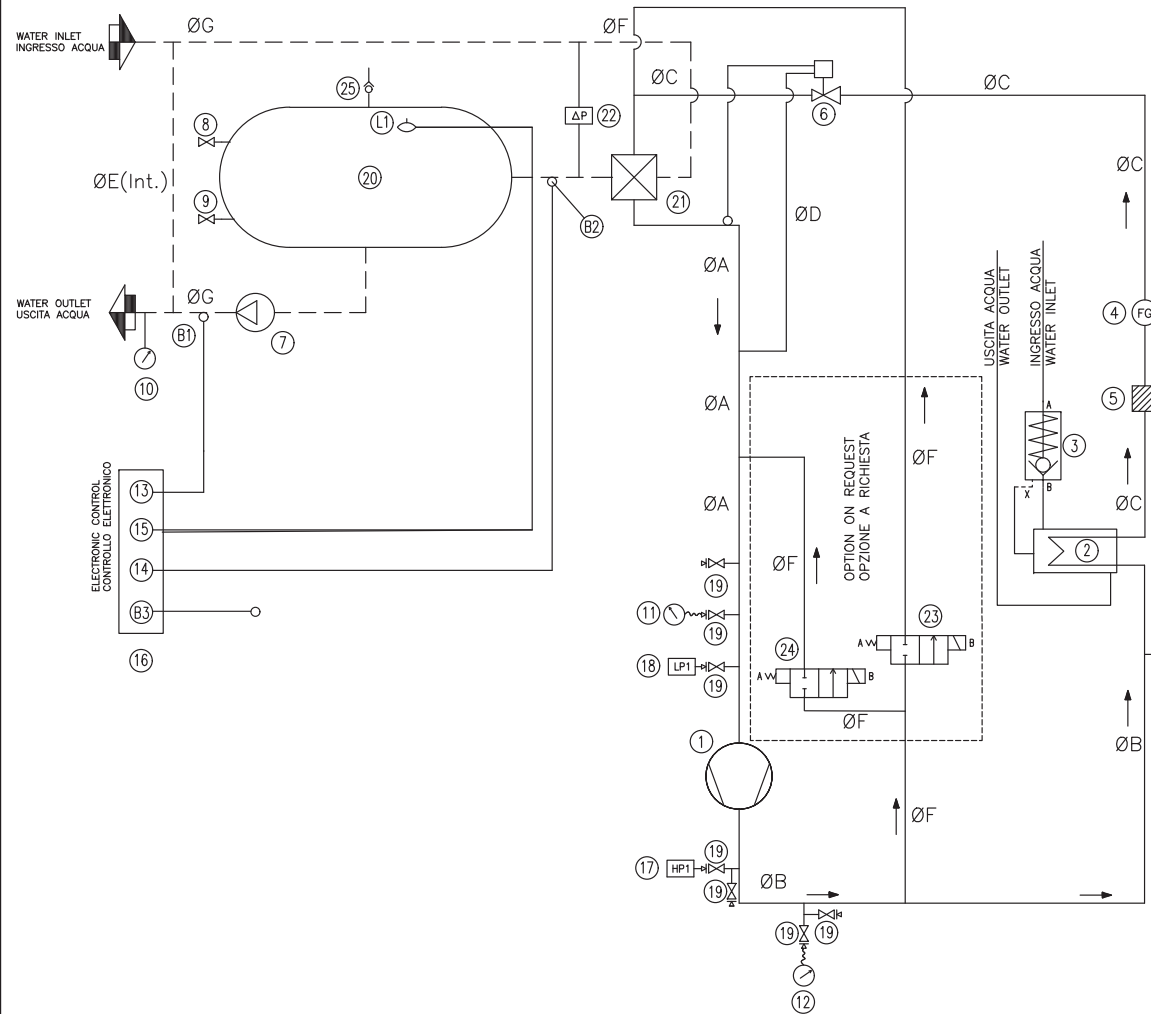 WATER INLET
INGRESSO ACQUA
ØG
ØF
25
ØC
ØC
8
L1
ΔP
22
6
ØE(Int.)
20
ØC
9
21
ØD
B2
ØA
WATER OUTLET
USCITA ACQUA
ØG
B1
7
10
USCITA ACQUA
WATER OUTLET
INGRESSO ACQUA
WATER INLET
4
FG
5
ØA
A
3
B
X
ØF
OPTION ON REQUEST
OPZIONE A RICHIESTA
ELECTRONIC CONTROL
CONTROLLO ELETTRONICO
13
15
14
B3
16
ØA
ØC
2
ØF
19
11
19
23
A
B
18
LP1
19
24
A
B
ØF
1
ØB
ØF
17
HP1
19
19
ØB
19
19
12